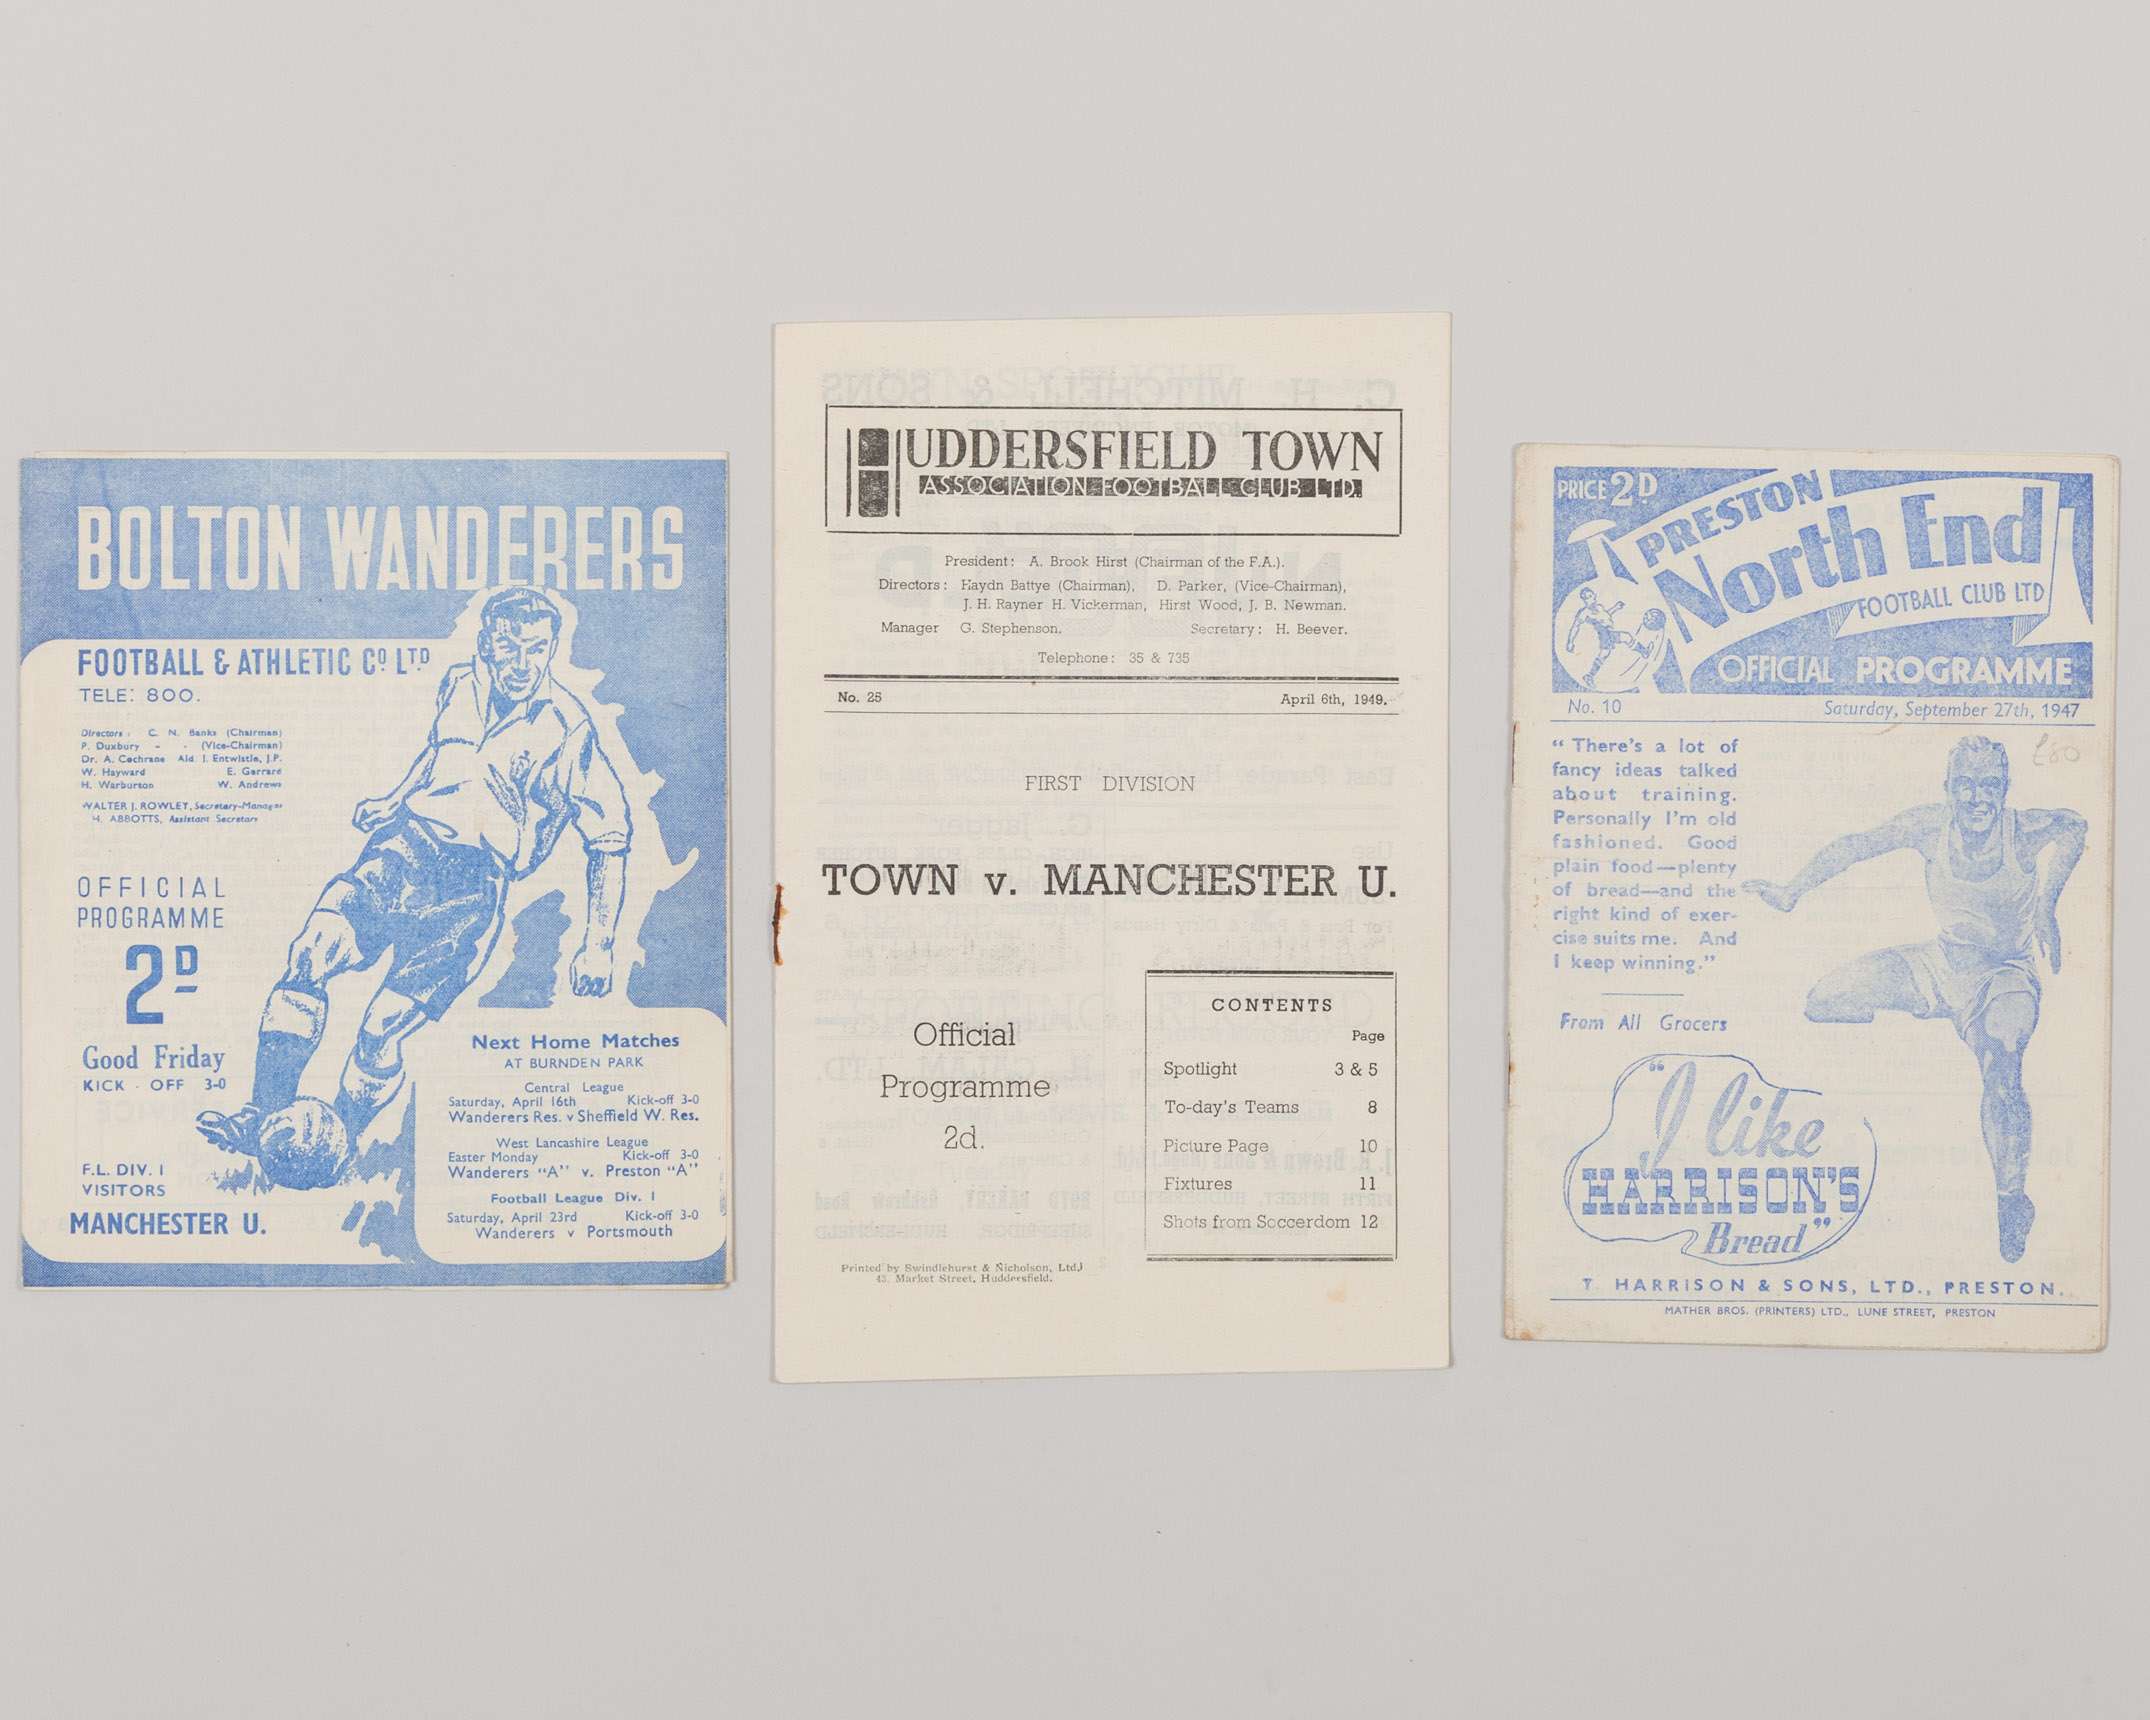 BOLTON WANDERERS
FOOTBALL & ATHLETIC Cº LTD
TELE: 800.
Directors: C. N. Banks (Chairman)
P. Duxbury - - (Vice-Chairman)
Dr. A. Cochrane Ald. J. Entwistle, J.P.
W. Hayward E. Gerrard
H. Warburton W. Andrews
WALTER J. ROWLEY, Secretary-Manager
H. ABBOTTS, Assistant Secretary
OFFICIAL
PROGRAMME
2D
Good Friday
KICK - OFF 3-0
F.L. DIV. I
VISITORS
MANCHESTER U.
Next Home Matches
AT BURNDEN PARK
Central League
Saturday, April 16th Kick-off 3-0
Wanderers Res. v Sheffield W. Res.
West Lancashire League
Easter Monday Kick-off 3-0
Wanderers "A" v. Preston "A"
Football League Div. I
Saturday, April 23rd Kick-off 3-0
Wanderers v Portsmouth
HUDDERSFIELD TOWN
ASSOCIATION FOOTBALL CLUB LTD.
President: A. Brook Hirst (Chairman of the F.A.).
Directors: Haydn Battye (Chairman), D. Parker, (Vice-Chairman),
J. H. Rayner H. Vickerman, Hirst Wood, J. B. Newman.
Manager G. Stephenson. Secretary: H. Beever.
Telephone: 35 & 735
No. 25 April 6th, 1949.
FIRST DIVISION
TOWN v. MANCHESTER U.
Official
Programme
2d.
CONTENTS
Page
Spotlight 3 & 5
To-day's Teams 8
Picture Page 10
Fixtures 11
Shots from Soccerdom 12
Printed by Swindlehurst & Nicholson, Ltd.
43, Market Street, Huddersfield.
PRICE 2D
PRESTON
North End
FOOTBALL CLUB LTD
OFFICIAL PROGRAMME
No. 10 Saturday, September 27th, 1947
£80
"There's a lot of
fancy ideas talked
about training.
Personally I'm old
fashioned. Good
plain food—plenty
of bread—and the
right kind of exer-
cise suits me. And
I keep winning."
From All Grocers
"I like
HARRISON'S
Bread"
T. HARRISON & SONS, LTD., PRESTON.
MATHER BROS. (PRINTERS) LTD., LUNE STREET, PRESTON